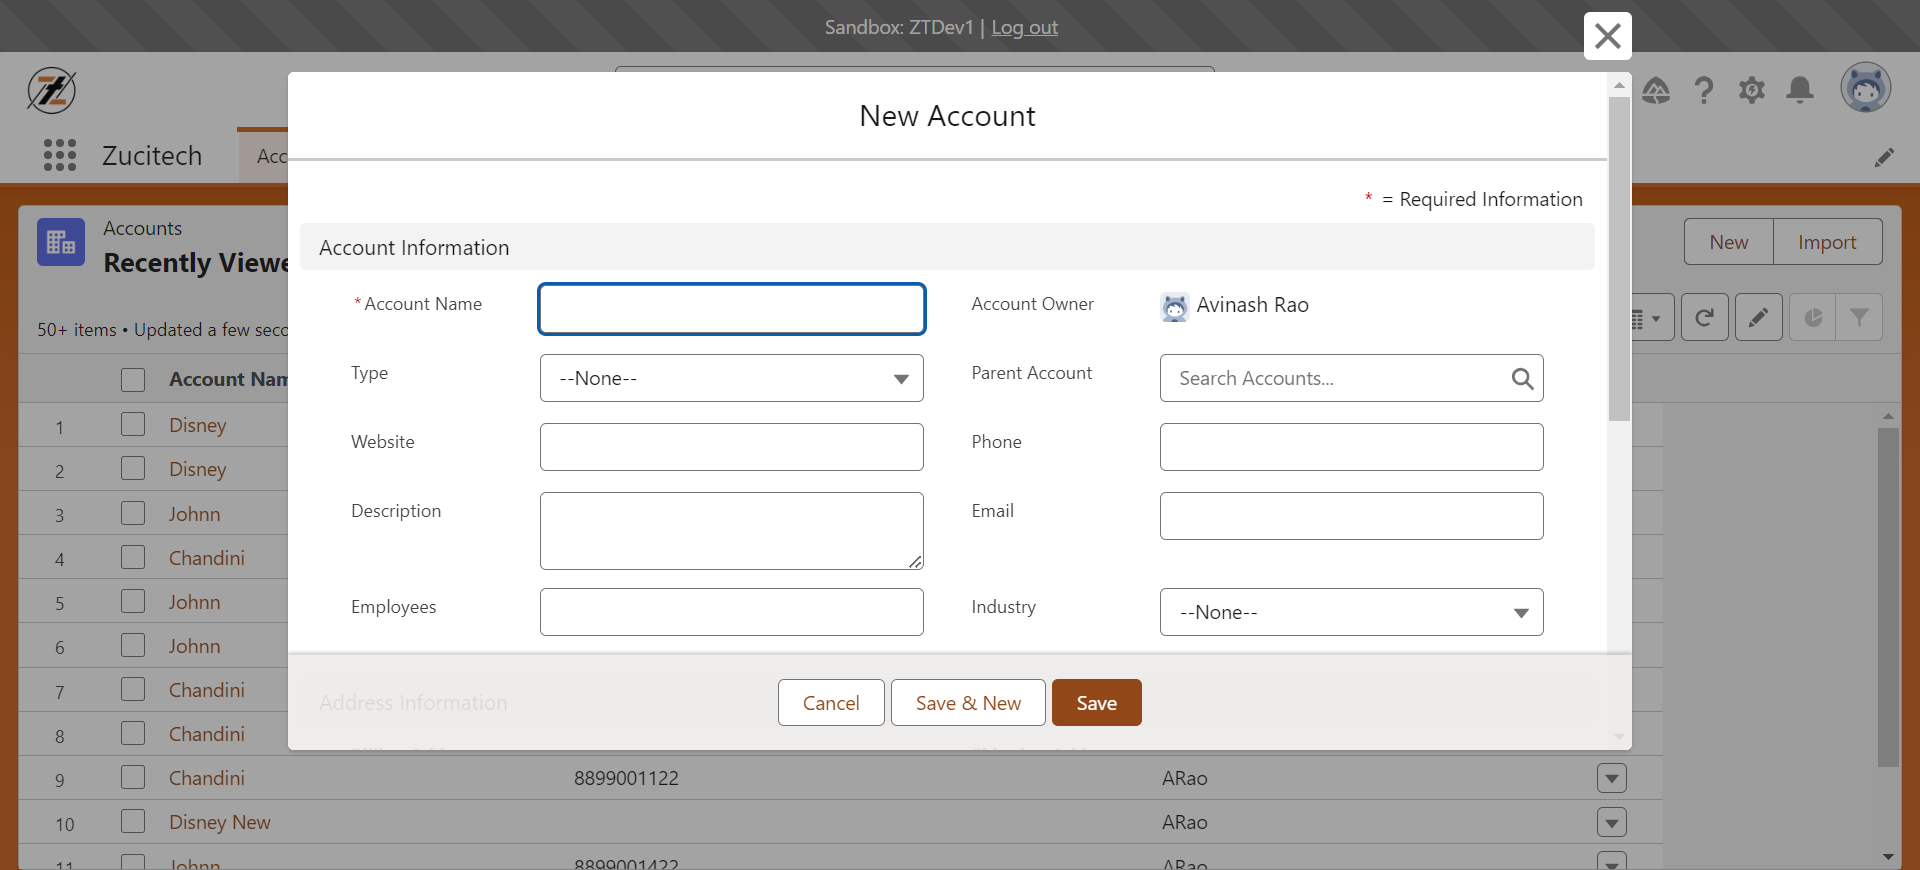 Sandbox: ZTDev1 | Log out
Zucitech
Acc
New Account
* = Required Information
Accounts
Recently Viewe
New
Import
50+ items • Updated a few seco
Account Information
*Account Name
Account Owner
Avinash Rao
Type
--None--
Parent Account
Search Accounts...
Website
Phone
Description
Email
Employees
Industry
--None--
Address Information
Cancel
Save & New
Save
Account Nam
1 Disney
2 Disney
3 Johnn
4 Chandini
5 Johnn
6 Johnn
7 Chandini
8 Chandini
9 Chandini 8899001122 ARao
10 Disney New ARao
11 Johnn 8899001422 ARao